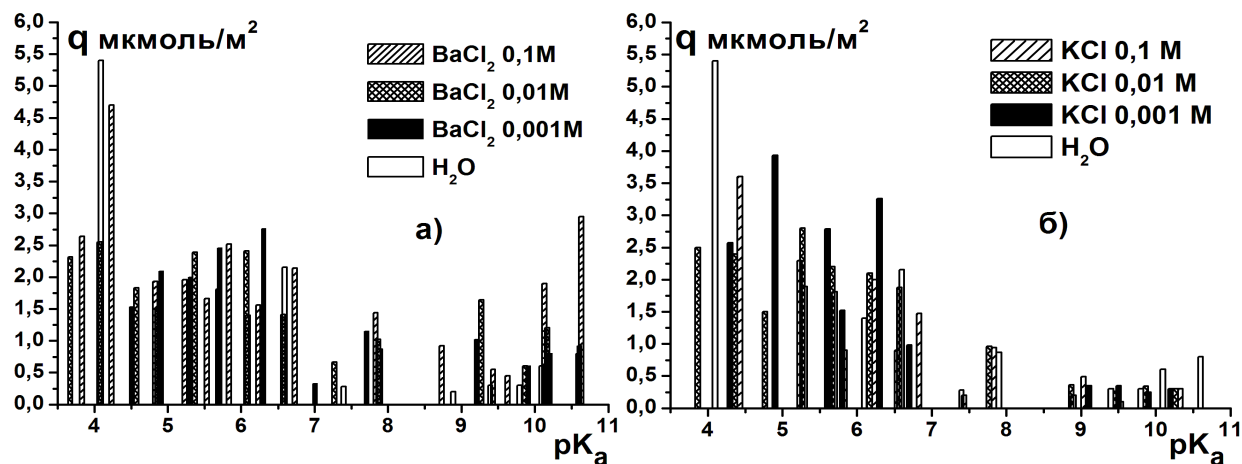 6,0
5,5
5,0
4,5
4,0
3,5
3,0
2,5
2,0
1,5
1,0
0,5
0,0
q мкмоль/м²
BaCl₂ 0,1M
BaCl₂ 0,01M
BaCl₂ 0,001M
H₂O
а)
4 5 6 7 8 9 10 11
pKₐ
6,0
5,5
5,0
4,5
4,0
3,5
3,0
2,5
2,0
1,5
1,0
0,5
0,0
q мкмоль/м²
KCl 0,1 M
KCl 0,01 M
KCl 0,001 M
H₂O
б)
4 5 6 7 8 9 10 11
pKₐ